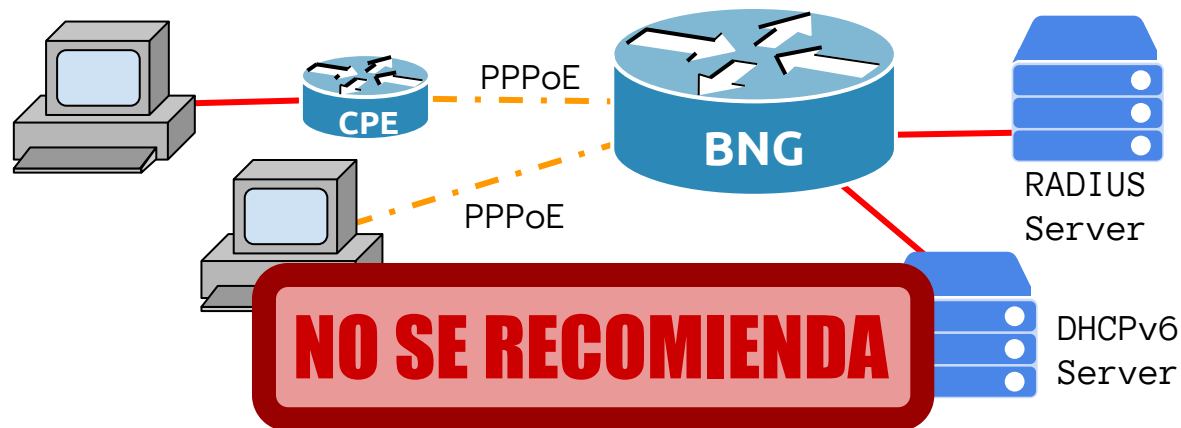 PPPoE
CPE
BNG
PPPoE
RADIUS
Server
NO SE RECOMIENDA
DHCPv6
Server